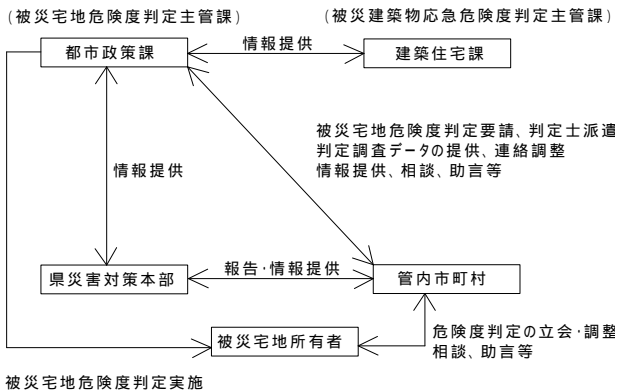 (被災宅地危険度判定主管課)
(被災建築物応急危険度判定主管課)
都市政策課
情報提供
建築住宅課
被災宅地危険度判定要請、判定士派遣
判定調査データの提供、連絡調整
情報提供、相談、助言等
情報提供
県災害対策本部
報告・情報提供
管内市町村
被災宅地所有者
危険度判定の立会・調整
相談、助言等
被災宅地危険度判定実施